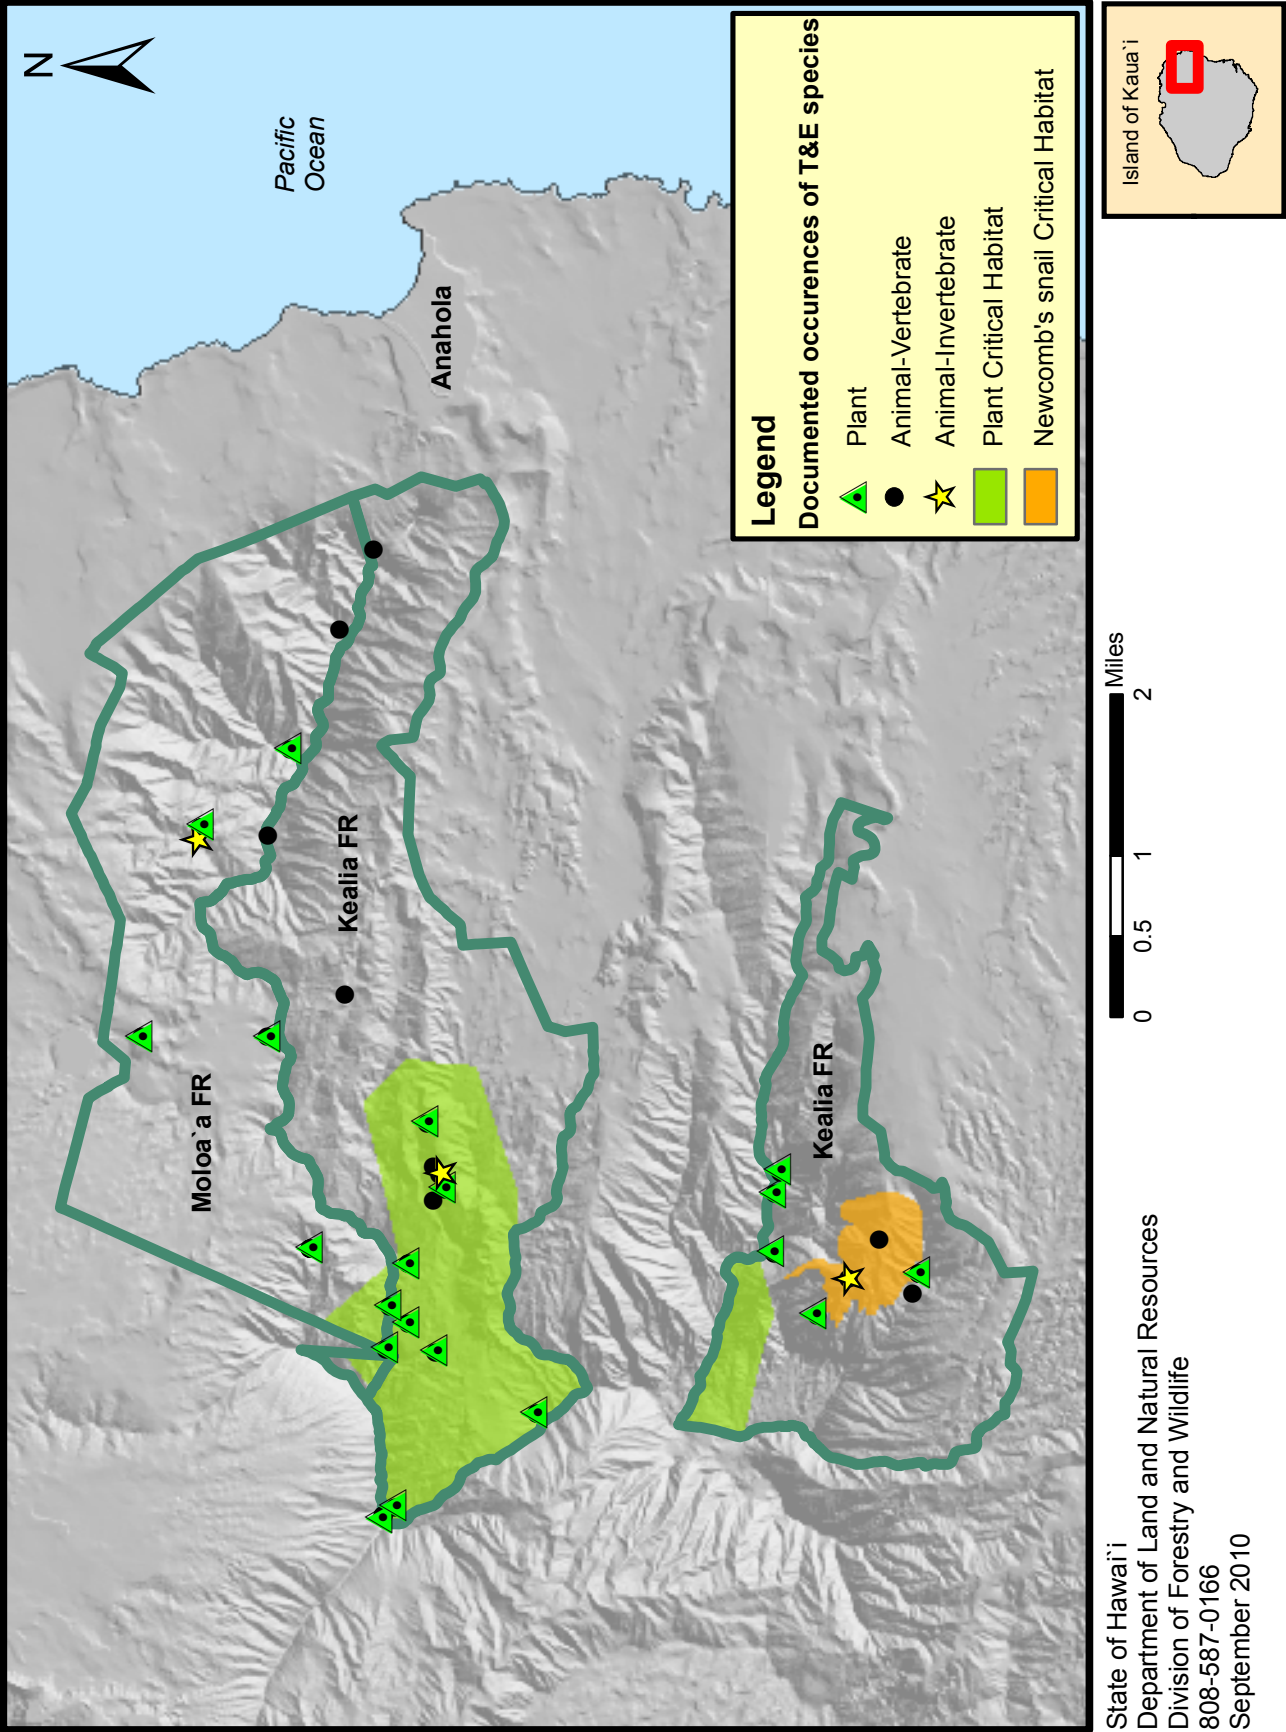 N
Pacific
Ocean
Anahola
Moloa`a FR
Kealia FR
Kealia FR
Legend
Documented occurences of T&E species
Plant
Animal-Vertebrate
Animal-Invertebrate
Plant Critical Habitat
Newcomb's snail Critical Habitat
State of Hawai`i
Department of Land and Natural Resources
Division of Forestry and Wildlife
808-587-0166
September 2010
0 0.5 1 2
Miles
Island of Kaua`i